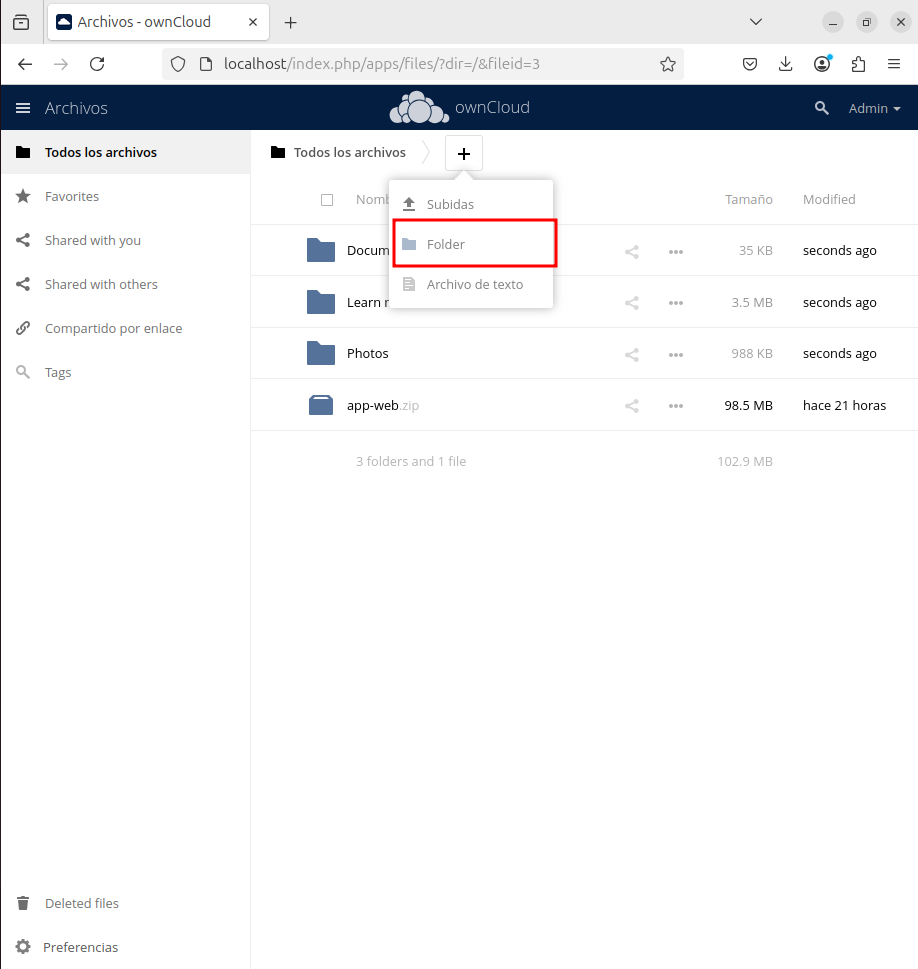 Archivos - ownCloud
localhost/index.php/apps/files/?dir=/&fileid=3
Archivos
ownCloud
Admin
Todos los archivos
Favorites
Shared with you
Shared with others
Compartido por enlace
Tags
Deleted files
Preferencias
Todos los archivos
Subidas
Folder
Archivo de texto
Tamaño Modified
35 KB seconds ago
3.5 MB seconds ago
Photos 988 KB seconds ago
app-web.zip 98.5 MB hace 21 horas
3 folders and 1 file 102.9 MB